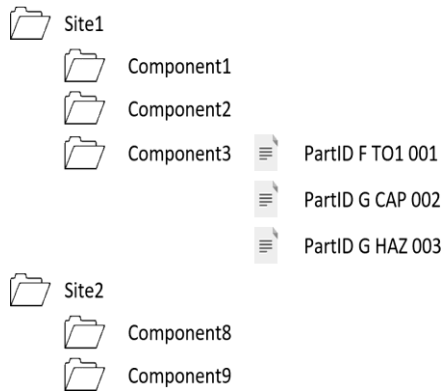 Site1
Component1
Component2
Component3 PartID F TO1 001
PartID G CAP 002
PartID G HAZ 003
Site2
Component8
Component9